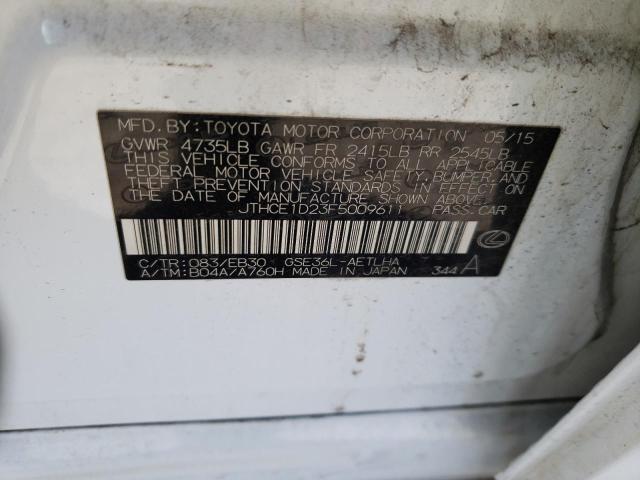 MFD.BY:TOYOTA MOTOR CORPORATION 05/15
GVWR 4735LB GAWR FR 2415LB RR 2545LB
THIS VEHICLE CONFORMS TO ALL APPLICABLE
FEDERAL MOTOR VEHICLE SAFETY,BUMPER,AND
THEFT PREVENTION STANDARDS IN EFFECT ON
THE DATE OF MANUFACTURE SHOWN ABOVE.
JTHCE1D23F5009611 PASS.CAR
C/TR:083/EB30 GSE36L-AETLHA
A/TM:B04A/A760H MADE IN JAPAN 344 A